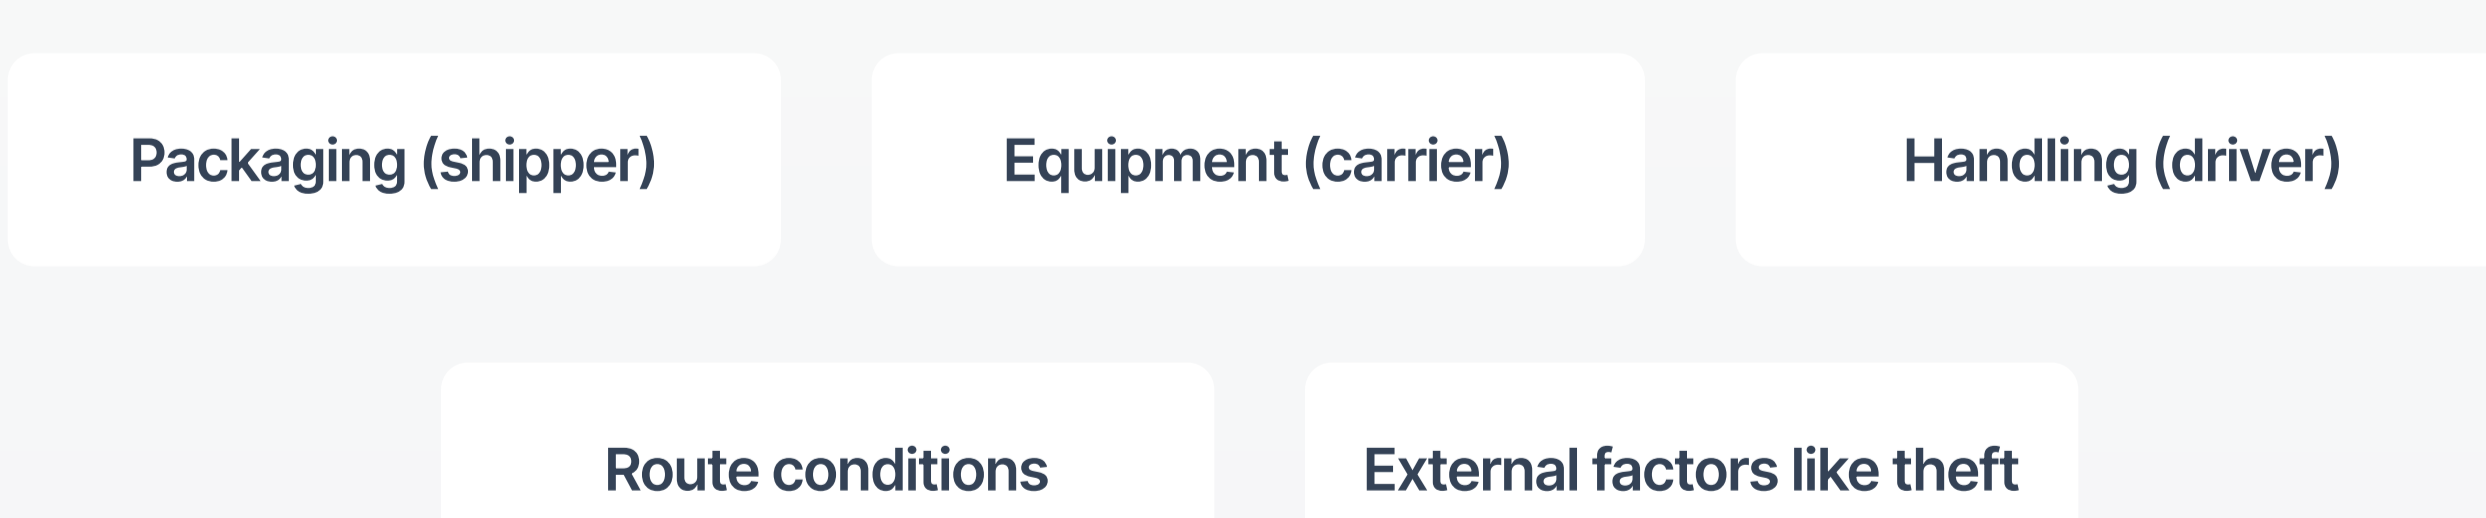 Packaging (shipper)
Equipment (carrier)
Handling (driver)
Route conditions
External factors like theft